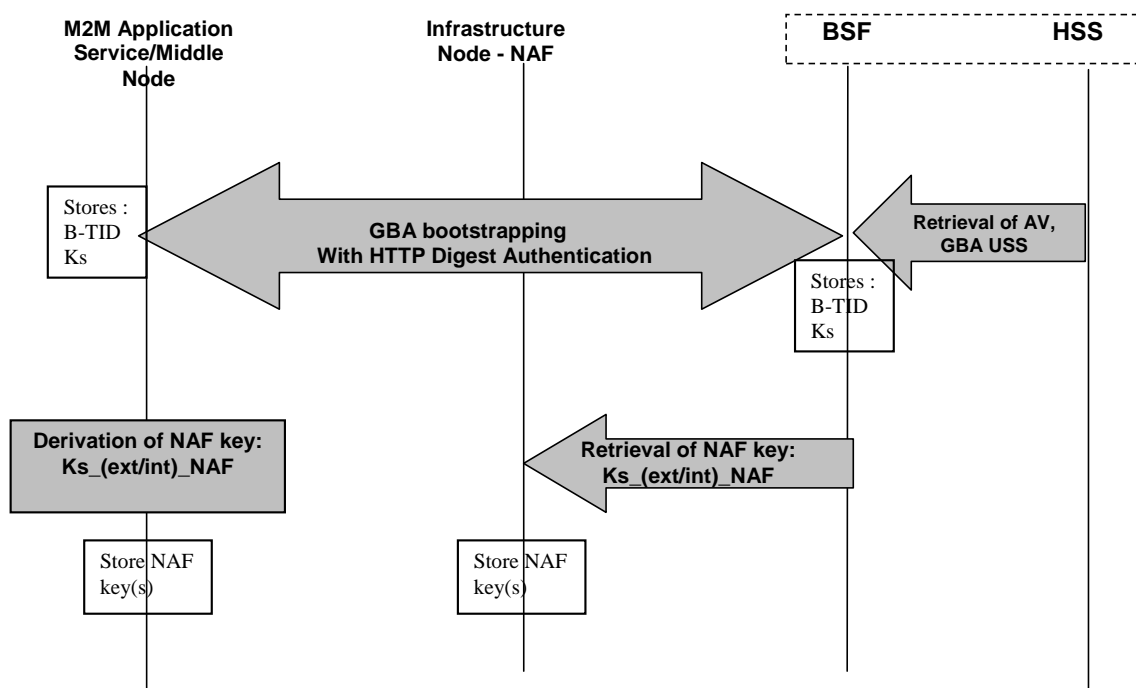 M2M Application
Service/Middle
Node
Infrastructure
Node - NAF
BSF
HSS
Stores :
B-TID
Ks
GBA bootstrapping
With HTTP Digest Authentication
Retrieval of AV,
GBA USS
Stores :
B-TID
Ks
Derivation of NAF key:
Ks_(ext/int)_NAF
Retrieval of NAF key:
Ks_(ext/int)_NAF
Store NAF
key(s)
Store NAF
key(s)